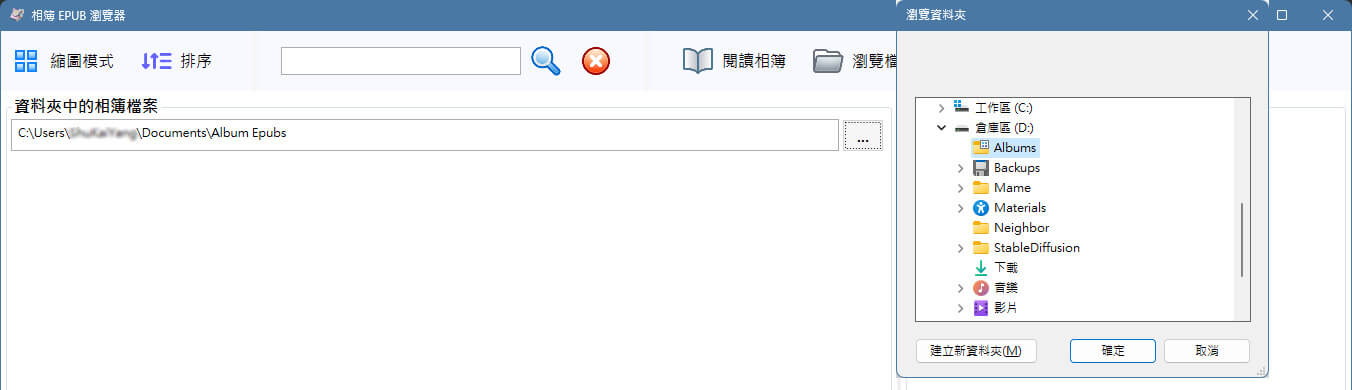 相簿 EPUB 瀏覽器
縮圖模式 排序 閱讀相簿 瀏覽檔
資料夾中的相簿檔案
C:\Users\ \Documents\Album Epubs
...
瀏覽資料夾
工作區 (C:)
倉庫區 (D:)
Albums
Backups
Mame
Materials
Neighbor
StableDiffusion
下載
音樂
影片
建立新資料夾(M) 確定 取消